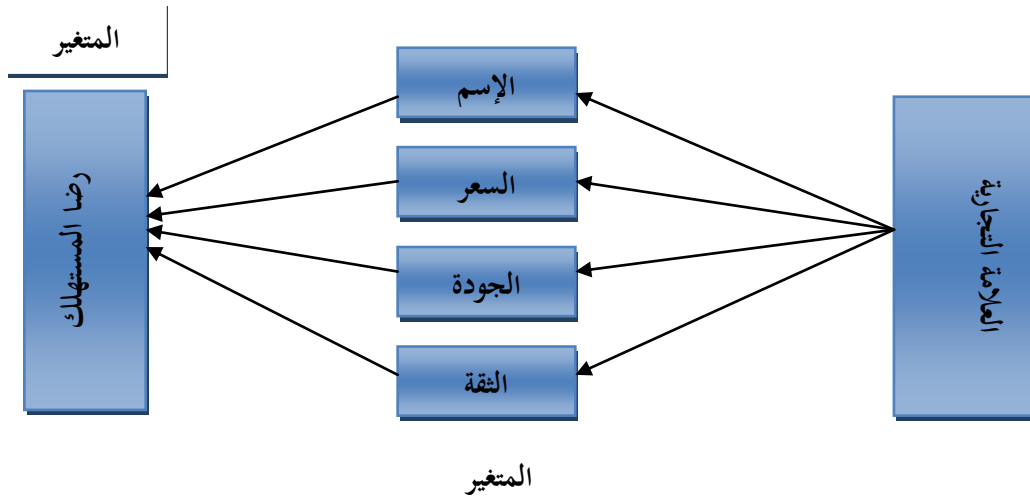 المتغير
العلامة التجارية
الإسم
السعر
الجودة
الثقة
رضا المستهلك
المتغير